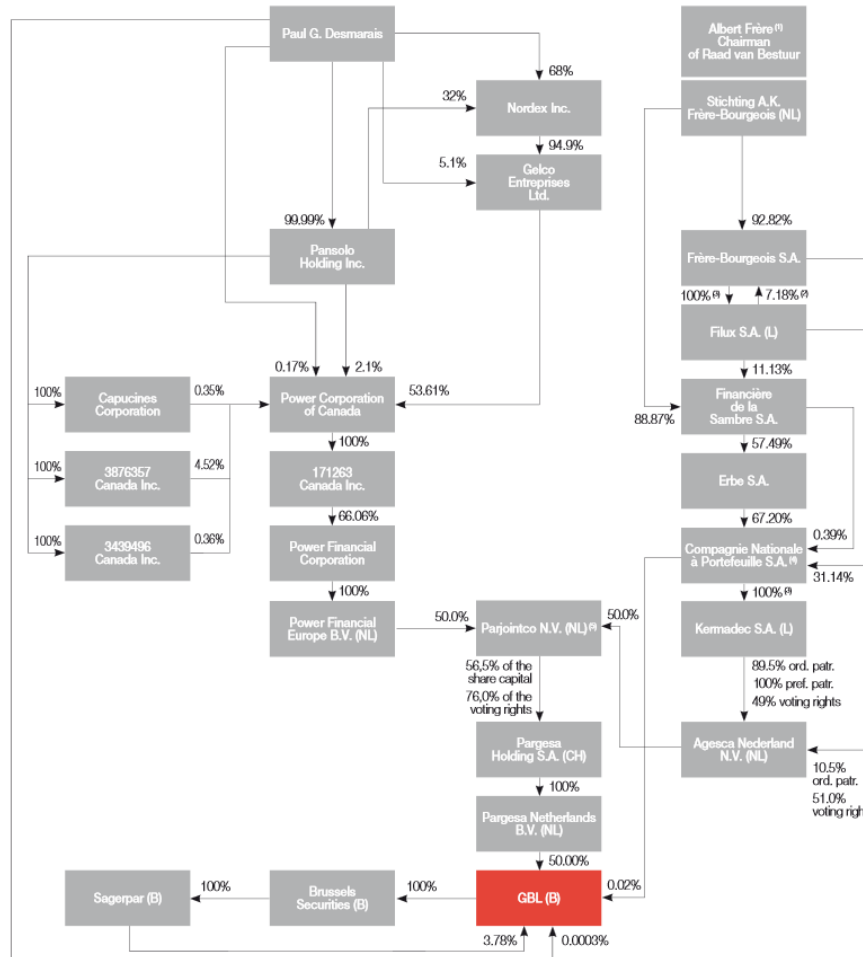 Paul G. Desmarais
Albert Frère (1)
Chairman
of Raad van Bestuur
68%
32%
Nordex Inc.
Stichting A.K.
Frère-Bourgeois (NL)
94.9%
5.1%
Gelco
Entreprises
Ltd.
99.99%
92.82%
Pansolo
Holding Inc.
Frère-Bourgeois S.A.
100% (3)
7.18% (2)
Filux S.A. (L)
0.17%
2.1%
11.13%
100%
Capucines
Corporation
0.35%
Power Corporation
of Canada
53.61%
Financière
de la
Sambre S.A.
88.87%
100%
57.49%
100%
3876357
Canada Inc.
4.52%
171263
Canada Inc.
Erbe S.A.
66.06%
67.20%
100%
3439496
Canada Inc.
0.36%
Power Financial
Corporation
Compagnie Nationale
à Portefeuille S.A. (4)
0.39%
31.14%
100%
100% (3)
Power Financial
Europe B.V. (NL)
50.0%
Parjointco N.V. (NL) (5)
50.0%
Kermadec S.A. (L)
56,5% of the
share capital
76,0% of the
voting rights
89.5% ord. patr.
100% pref. patr.
49% voting rights
Pargesa
Holding S.A. (CH)
Agesca Nederland
N.V. (NL)
10.5%
ord. patr.
51.0%
voting righ
100%
Pargesa Netherlands
B.V. (NL)
50.00%
Sagerpar (B)
100%
Brussels
Securities (B)
100%
GBL (B)
0.02%
3.78%
0.0003%